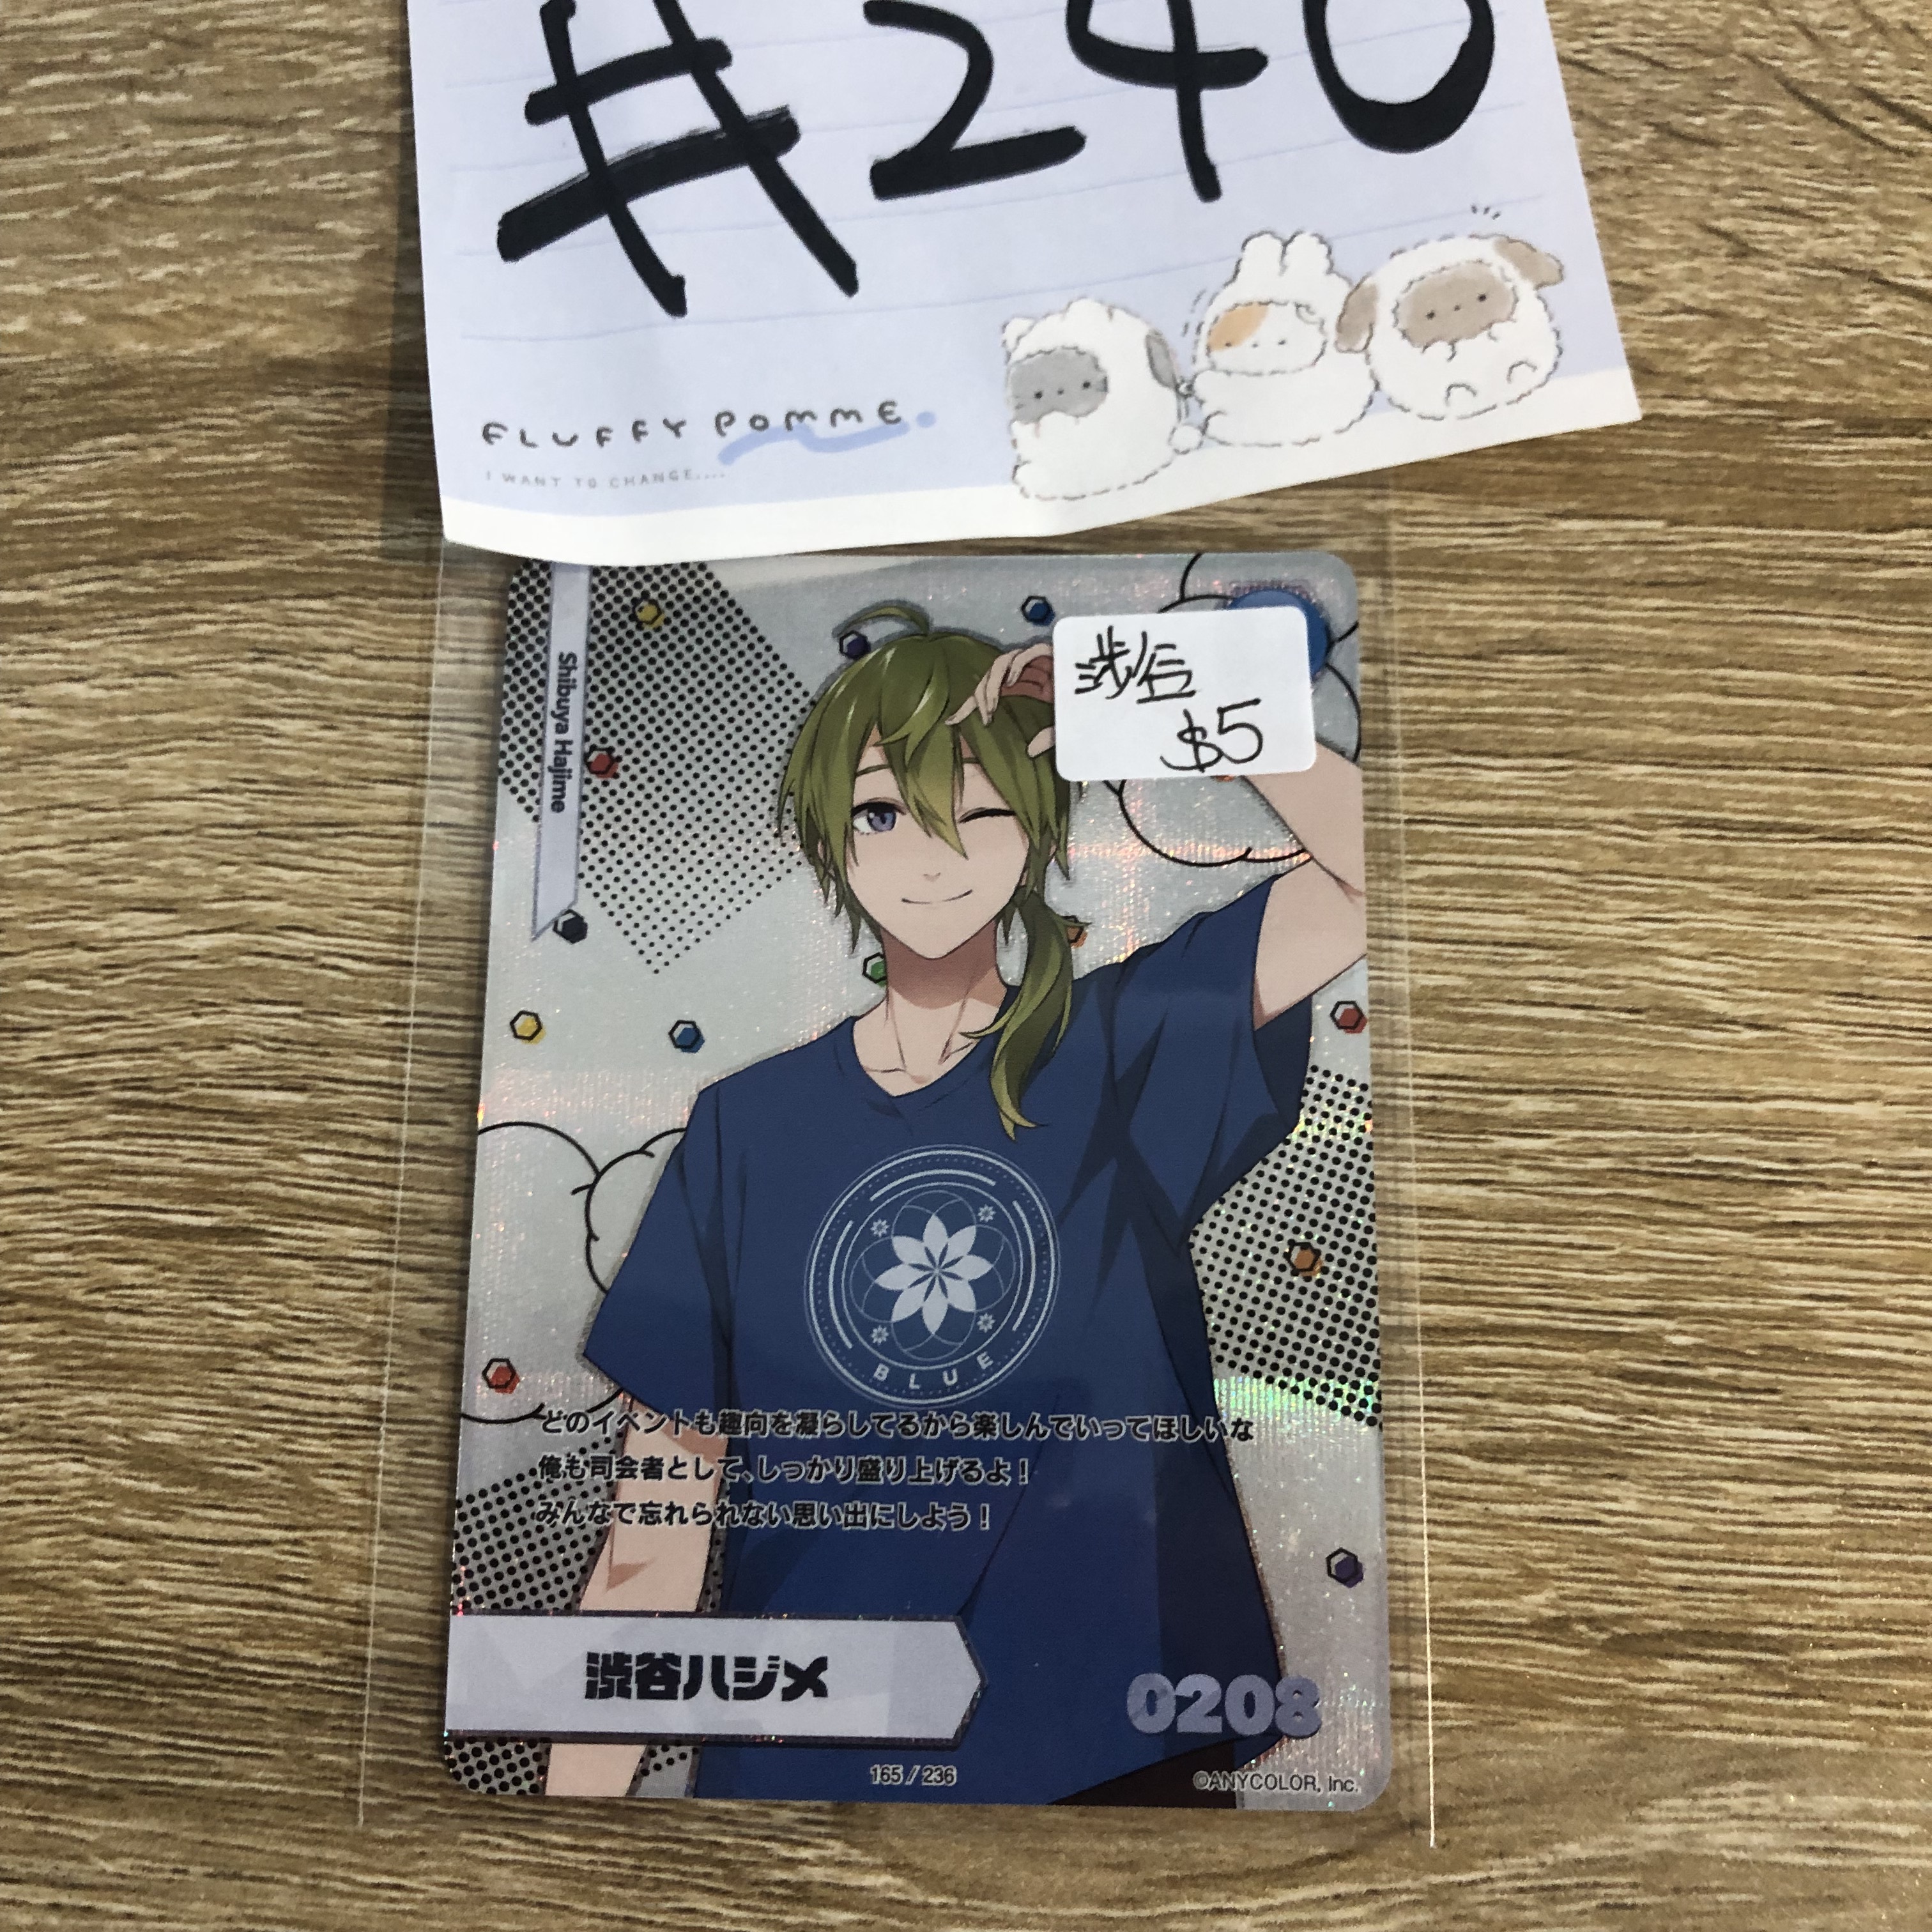 #240
FLUFFY POMME.
I WANT TO CHANGE....
Shibuya Hajime
$5
BLUE
どのイベントも趣向を凝らしてるから楽しんでいってほしいな
俺も司会者として、しっかり盛り上げるよ！
みんなで忘れられない思い出にしよう！
渋谷ハジメ
0208
165 / 236
©ANYCOLOR, Inc.